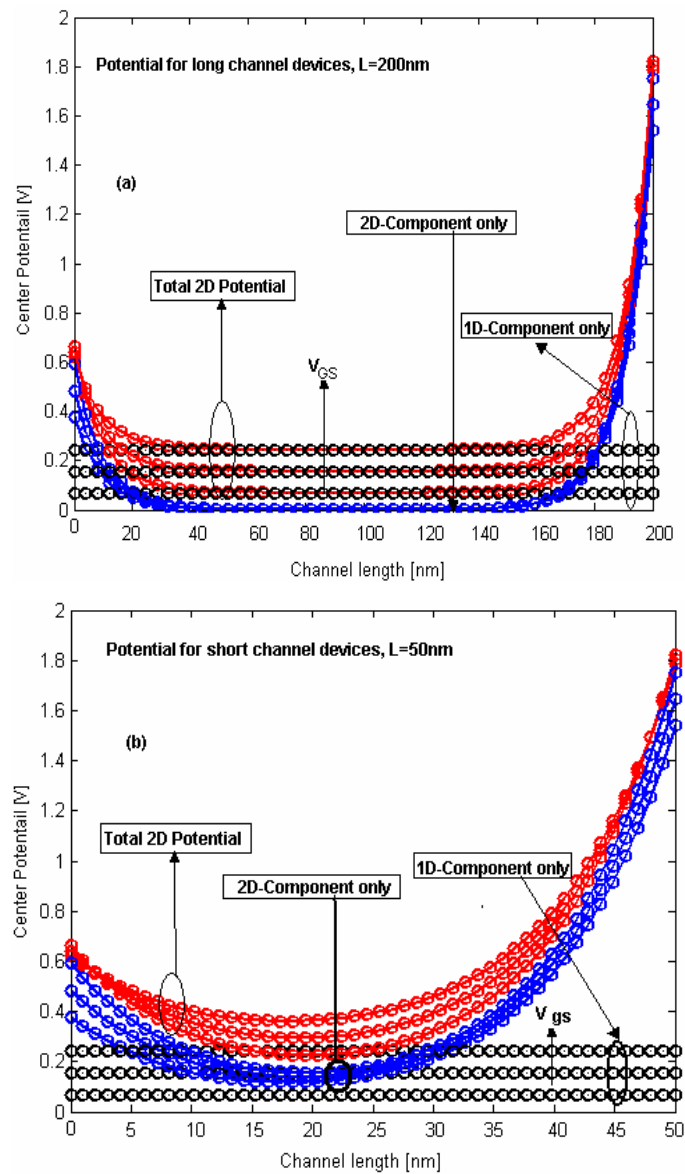 2
Potential for long channel devices, L=200nm
1.8
1.6
1.4
(a)
1.2
2D-Component only
1
Total 2D Potential
0.8
1D-Component only
0.6
VGS
0.4
0.2
0
0 20 40 60 80 100 120 140 160 180 200
Center Potentail [V]
Channel length [nm]
2
Potential for short channel devices, L=50nm
1.8
1.6
(b)
1.4
1.2
Total 2D Potential
1
1D-Component only
2D-Component only
0.8
0.6
0.4
V gs
0.2
0
0 5 10 15 20 25 30 35 40 45 50
Center Potentail [V]
Channel length [nm]